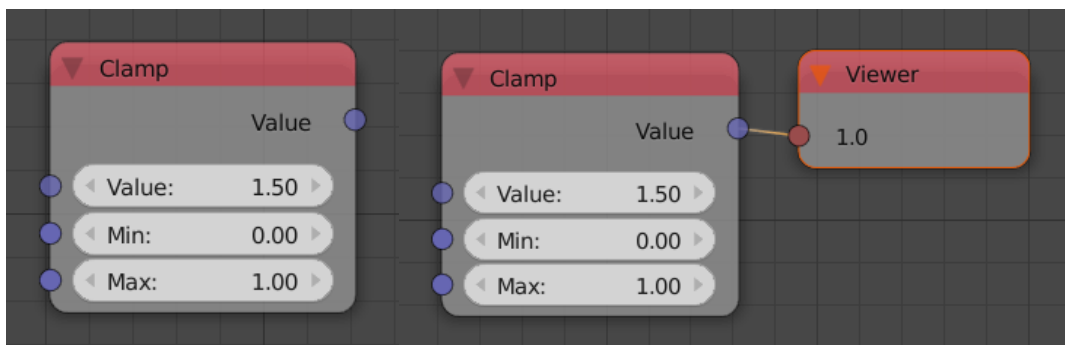 Clamp
Value
Value: 1.50
Min: 0.00
Max: 1.00
Clamp
Value
Value: 1.50
Min: 0.00
Max: 1.00
Viewer
1.0